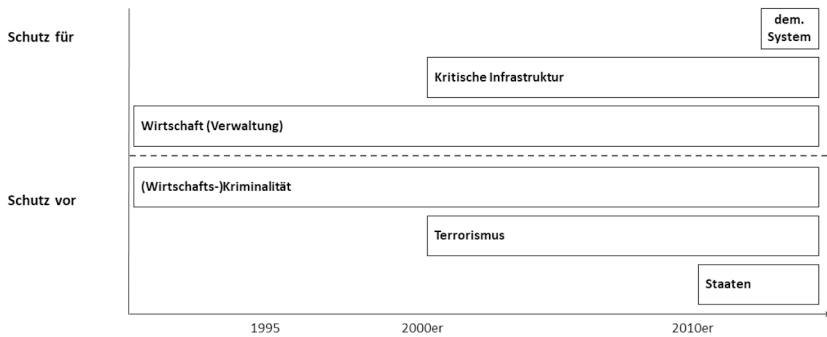 dem.
System
Schutz für
Kritische Infrastruktur
Wirtschaft (Verwaltung)
(Wirtschafts-)Kriminalität
Schutz vor
Terrorismus
Staaten
1995 2000er 2010er